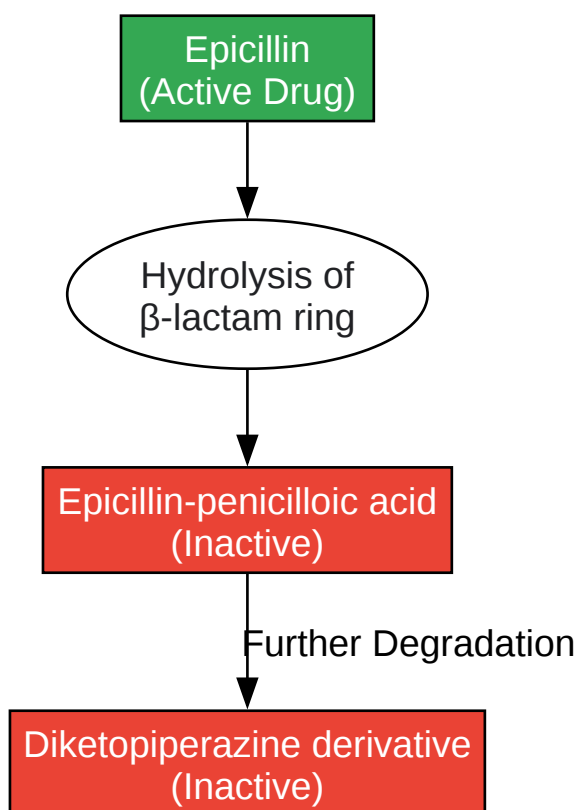 Epicillin
(Active Drug)
Hydrolysis of
β-lactam ring
Epicillin-penicilloic acid
(Inactive)
Further Degradation
Diketopiperazine derivative
(Inactive)